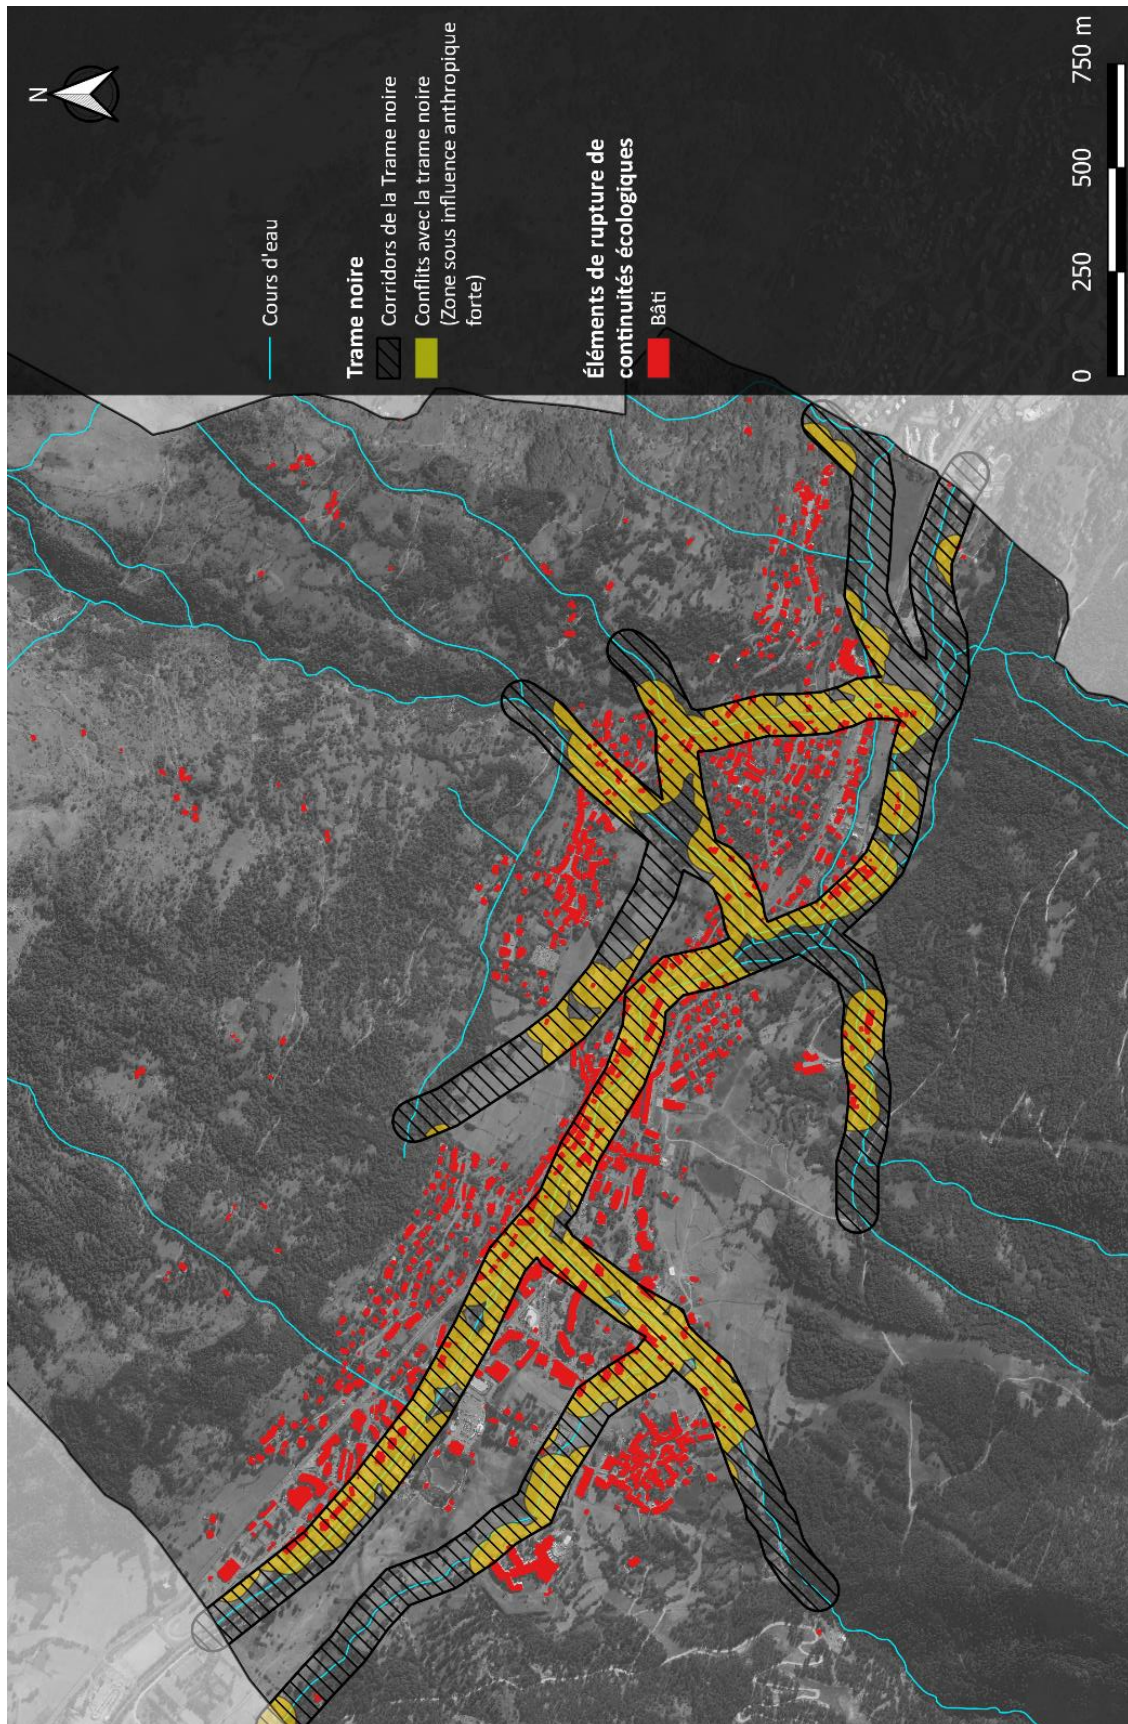 N
Cours d'eau
Trame noire
Corridors de la Trame noire
Conflits avec la trame noire
(Zone sous influence anthropique
forte)
Éléments de rupture de
continuités écologiques
Bâti
0 250 500 750 m